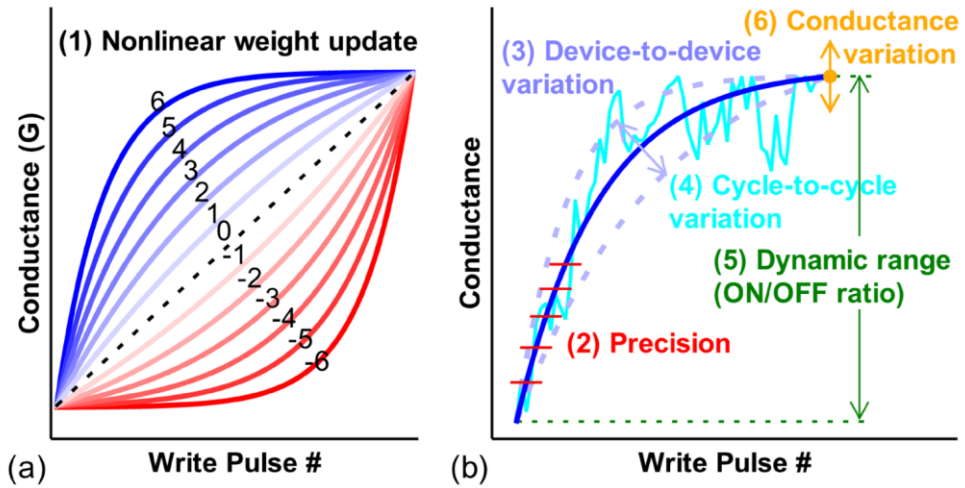 (1) Nonlinear weight update
6
5
4
3
2
1
0
-1
-2
-3
-4
-5
-6
Conductance (G)
Write Pulse #
(a)
(6) Conductance
variation
(3) Device-to-device
variation
(4) Cycle-to-cycle
variation
(5) Dynamic range
(ON/OFF ratio)
(2) Precision
Conductance
Write Pulse #
(b)